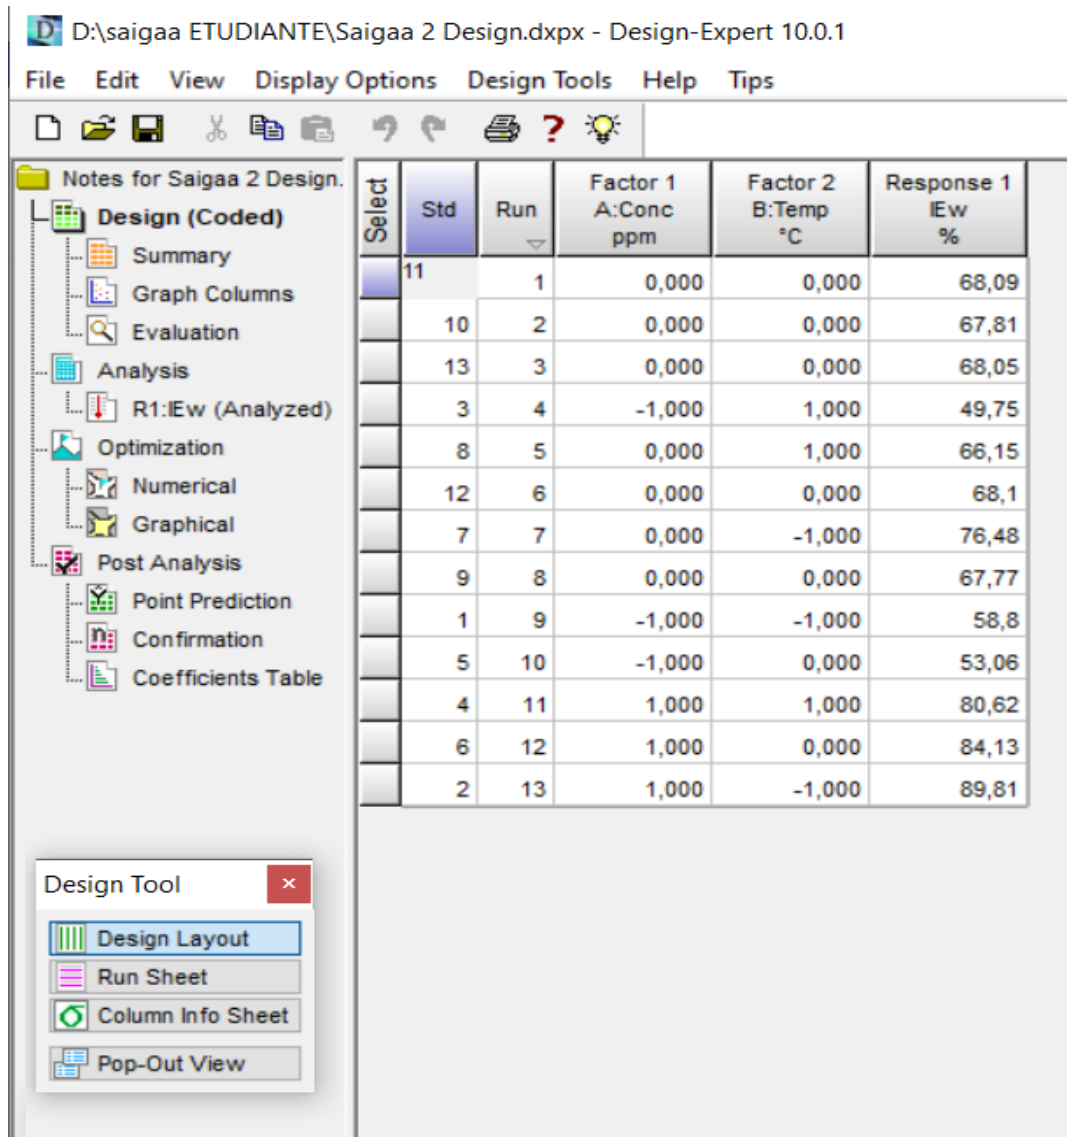 D:\saigaa ETUDIANTE\Saigaa 2 Design.dxpx - Design-Expert 10.0.1
File Edit View Display Options Design Tools Help Tips
Notes for Saigaa 2 Design.
Design (Coded)
Summary
Graph Columns
Evaluation
Analysis
R1:IEw (Analyzed)
Optimization
Numerical
Graphical
Post Analysis
Point Prediction
Confirmation
Coefficients Table
Select Std Run Factor 1 A:Conc ppm Factor 2 B:Temp °C Response 1 IEw %
11 1 0,000 0,000 68,09
10 2 0,000 0,000 67,81
13 3 0,000 0,000 68,05
3 4 -1,000 1,000 49,75
8 5 0,000 1,000 66,15
12 6 0,000 0,000 68,1
7 7 0,000 -1,000 76,48
9 8 0,000 0,000 67,77
1 9 -1,000 -1,000 58,8
5 10 -1,000 0,000 53,06
4 11 1,000 1,000 80,62
6 12 1,000 0,000 84,13
2 13 1,000 -1,000 89,81
Design Tool
Design Layout
Run Sheet
Column Info Sheet
Pop-Out View